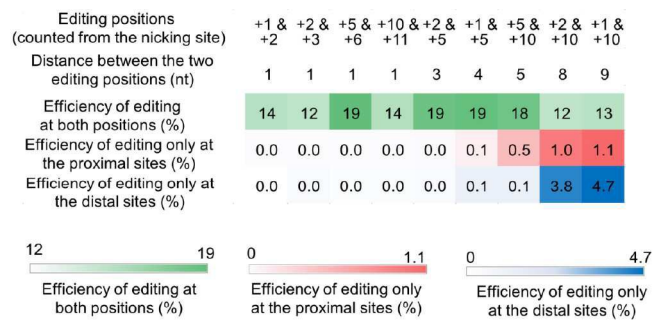 Editing positions +1 & +2 & +5 & +10 & +2 & +1 & +5 & +2 & +1 &
(counted from the nicking site) +2 +3 +6 +11 +5 +5 +10 +10 +10
Distance between the two
editing positions (nt) 1 1 1 1 3 4 5 8 9
Efficiency of editing
at both positions (%) 14 12 19 14 19 19 18 12 13
Efficiency of editing only at
the proximal sites (%) 0.0 0.0 0.0 0.0 0.0 0.1 0.5 1.0 1.1
Efficiency of editing only at
the distal sites (%) 0.0 0.0 0.0 0.0 0.0 0.1 0.1 3.8 4.7
12 19
Efficiency of editing at
both positions (%)
0 1.1
Efficiency of editing only
at the proximal sites (%)
0 4.7
Efficiency of editing only
at the distal sites (%)